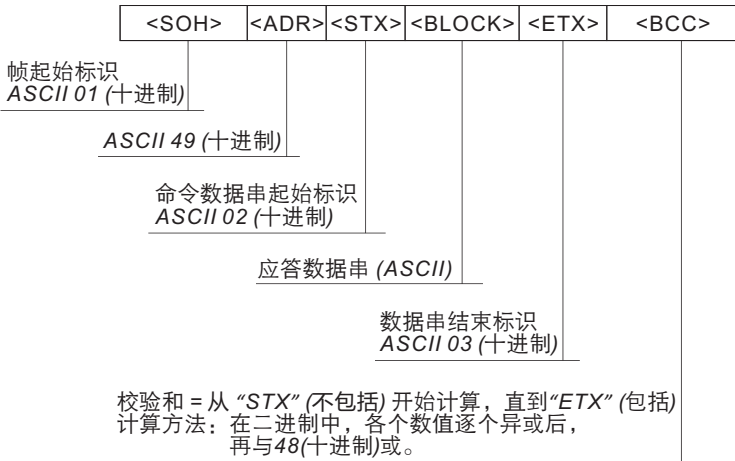 <SOH> <ADR> <STX> <BLOCK> <ETX> <BCC>
帧起始标识
ASCII 01 (十进制)
ASCII 49 (十进制)
命令数据串起始标识
ASCII 02 (十进制)
应答数据串 (ASCII)
数据串结束标识
ASCII 03 (十进制)
校验和 = 从 “STX” (不包括) 开始计算，直到“ETX” (包括)
计算方法：在二进制中，各个数值逐个异或后，
再与48(十进制)或。